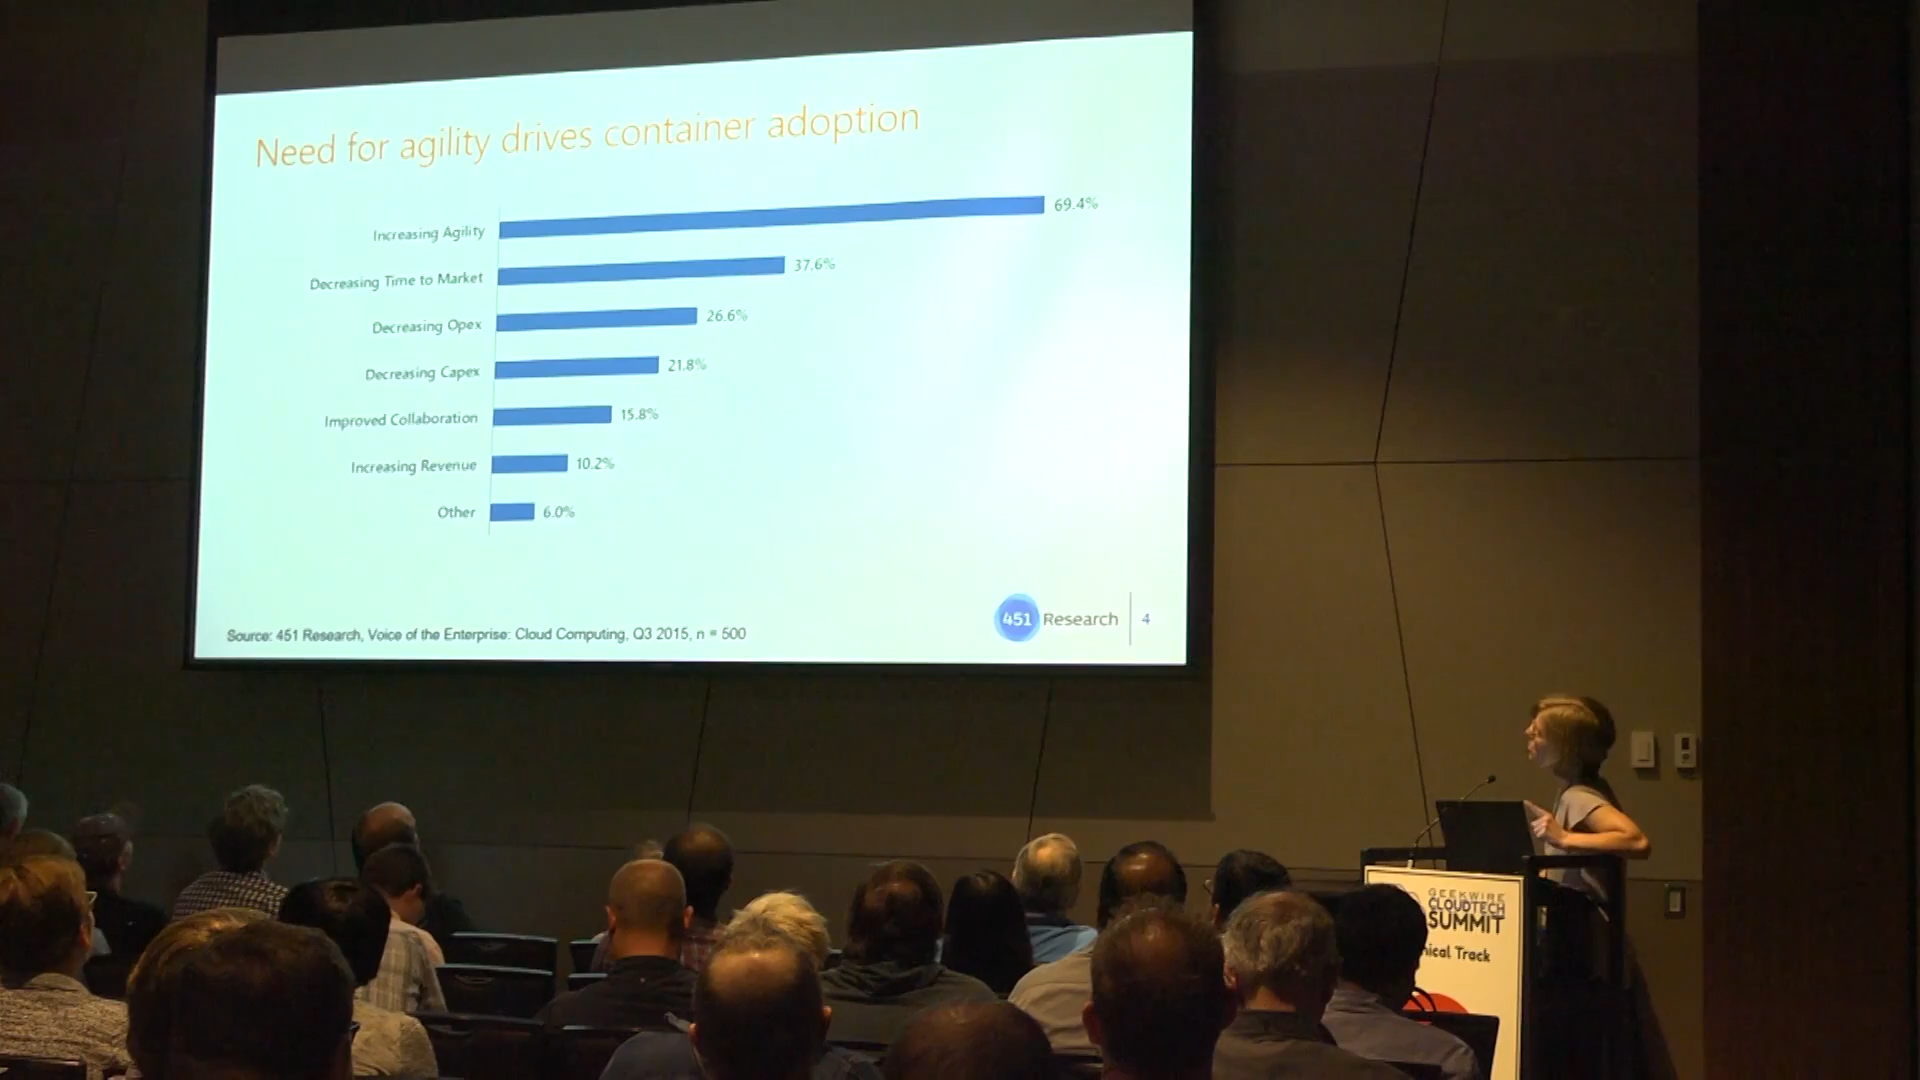 Need for agility drives container adoption
Increasing Agility 69.4%
Decreasing Time to Market 37.6%
Decreasing Opex 26.6%
Decreasing Capex 21.8%
Improved Collaboration 15.8%
Increasing Revenue 10.2%
Other 6.0%
Source: 451 Research, Voice of the Enterprise: Cloud Computing, Q3 2015, n = 500
451 Research 4
GEEKWIRE
CLOUDTECH
SUMMIT
Track